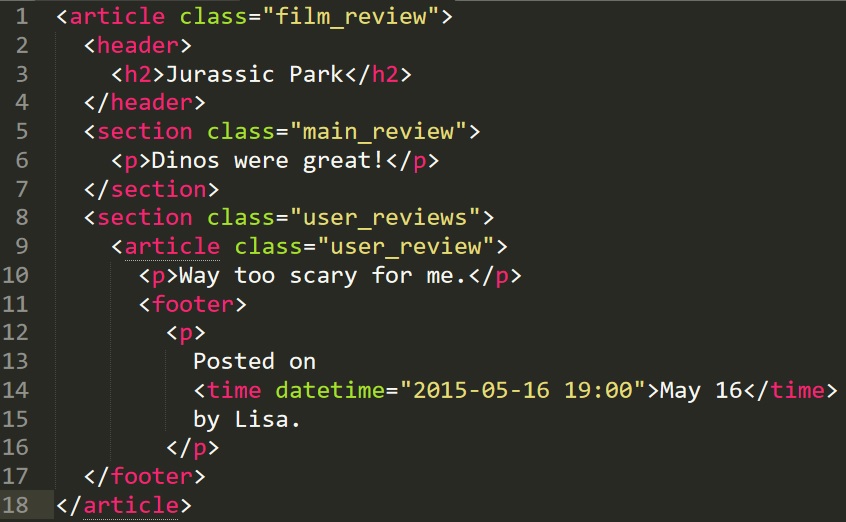 1 <article class="film_review">
2   <header>
3     <h2>Jurassic Park</h2>
4   </header>
5   <section class="main_review">
6     <p>Dinos were great!</p>
7   </section>
8   <section class="user_reviews">
9     <article class="user_review">
10       <p>Way too scary for me.</p>
11       <footer>
12         <p>
13           Posted on
14           <time datetime="2015-05-16 19:00">May 16</time>
15           by Lisa.
16         </p>
17   </footer>
18 </article>